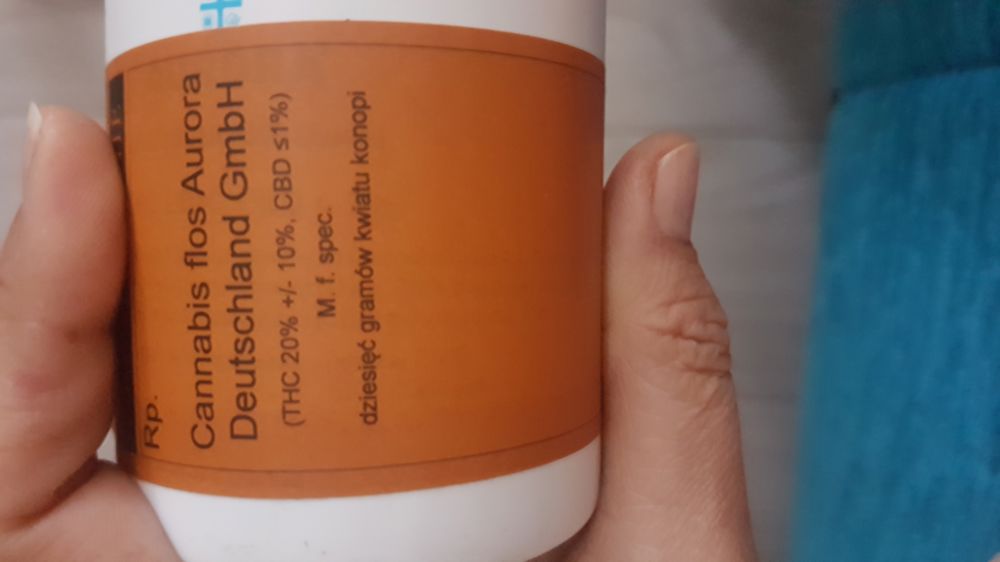 Rp.
Cannabis flos Aurora
Deutschland GmbH
(THC 20% +/- 10%, CBD ≤1%)
M. f. spec.
dziesięć gramów kwiatu konopi